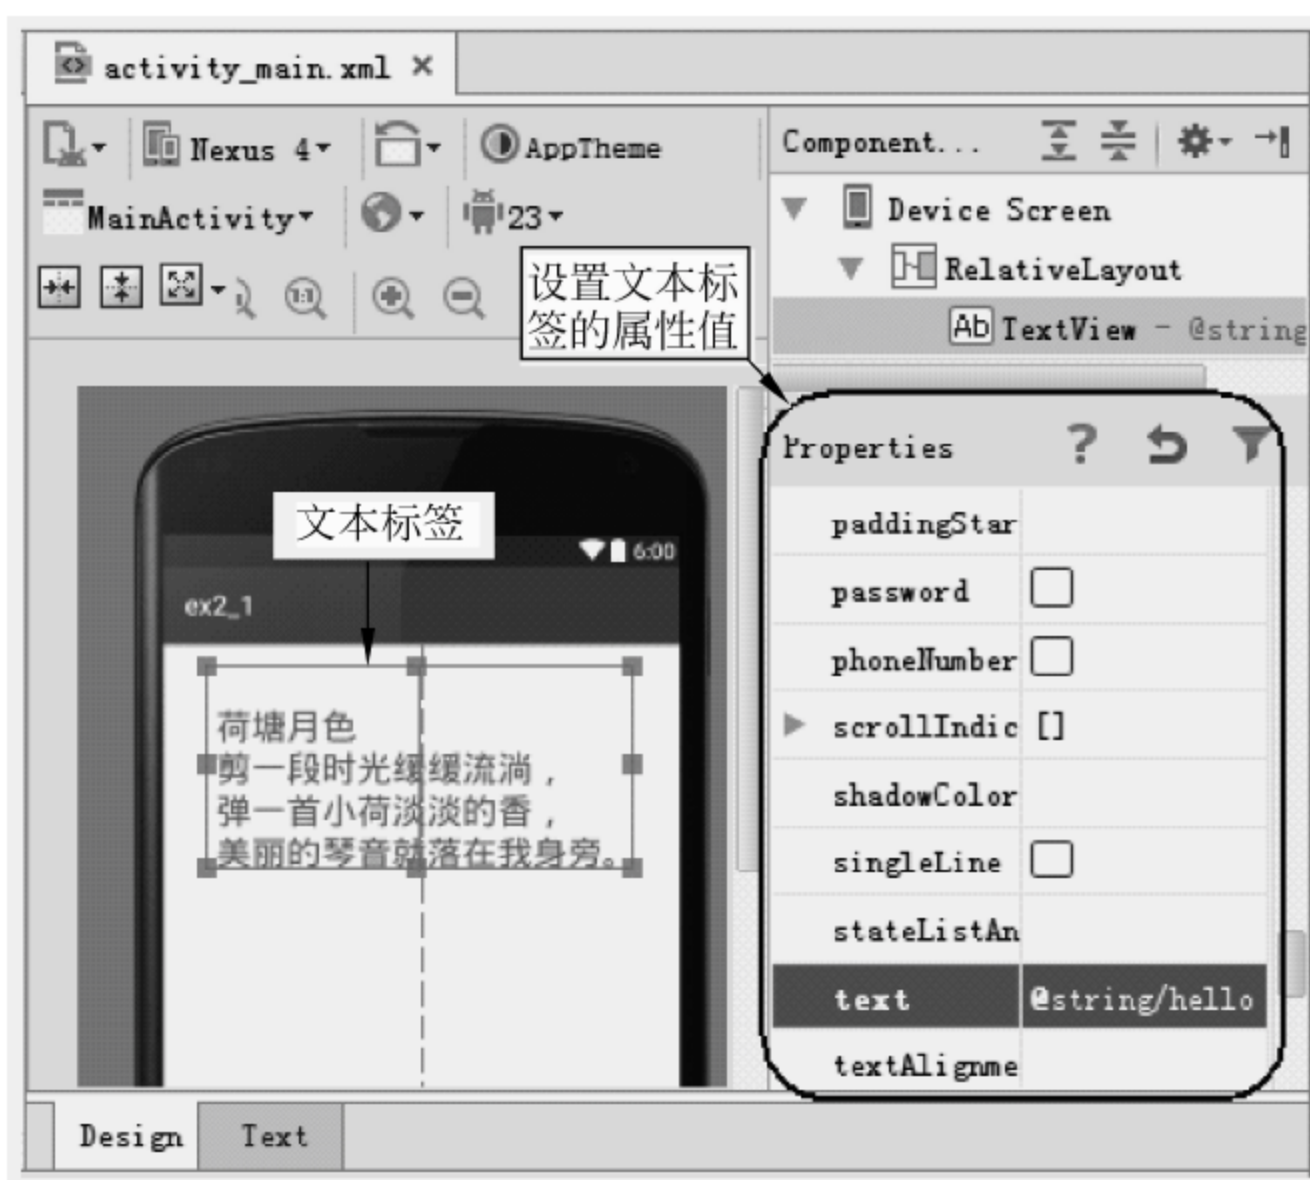 activity_main.xml ×
Nexus 4
AppTheme
MainActivity
23
1:1
Component...
Device Screen
RelativeLayout
Ab TextView - @string
设置文本标
签的属性值
文本标签
6:00
ex2_1
荷塘月色
剪一段时光缓缓流淌，
弹一首小荷淡淡的香，
美丽的琴音就落在我身旁。
Properties
paddingStar
password
phoneNumber
scrollIndic []
shadowColor
singleLine
stateListAn
text @string/hello
textAlignme
Design Text